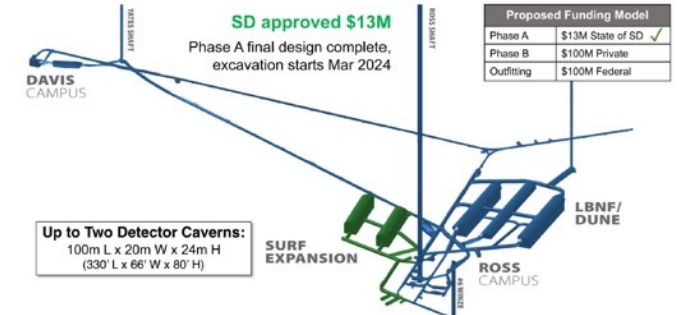 YATES SHAFT
SD approved $13M
Phase A final design complete,
excavation starts Mar 2024
ROSS SHAFT
Proposed Funding Model
Phase A $13M State of SD ✓
Phase B $100M Private
Outfitting $100M Federal
DAVIS
CAMPUS
Up to Two Detector Caverns:
100m L x 20m W x 24m H
(330' L x 66' W x 80' H)
SURF
EXPANSION
LBNF/
DUNE
ROSS
CAMPUS
#6 WINZE